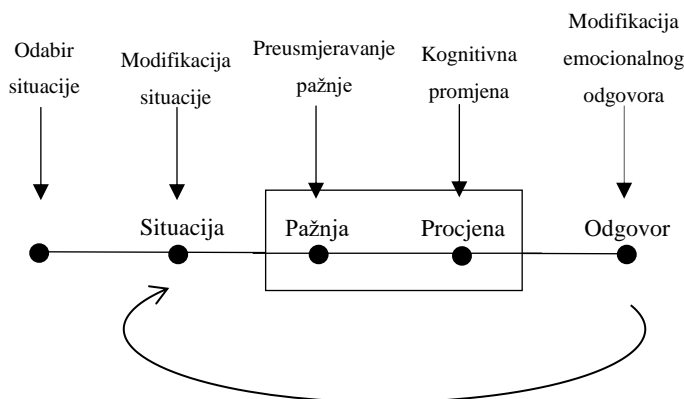 Odabir
situacije
Modifikacija
situacije
Preusmjeravanje
pažnje
Kognitivna
promjena
Modifikacija
emocionalnog
odgovora
Situacija
Pažnja
Procjena
Odgovor